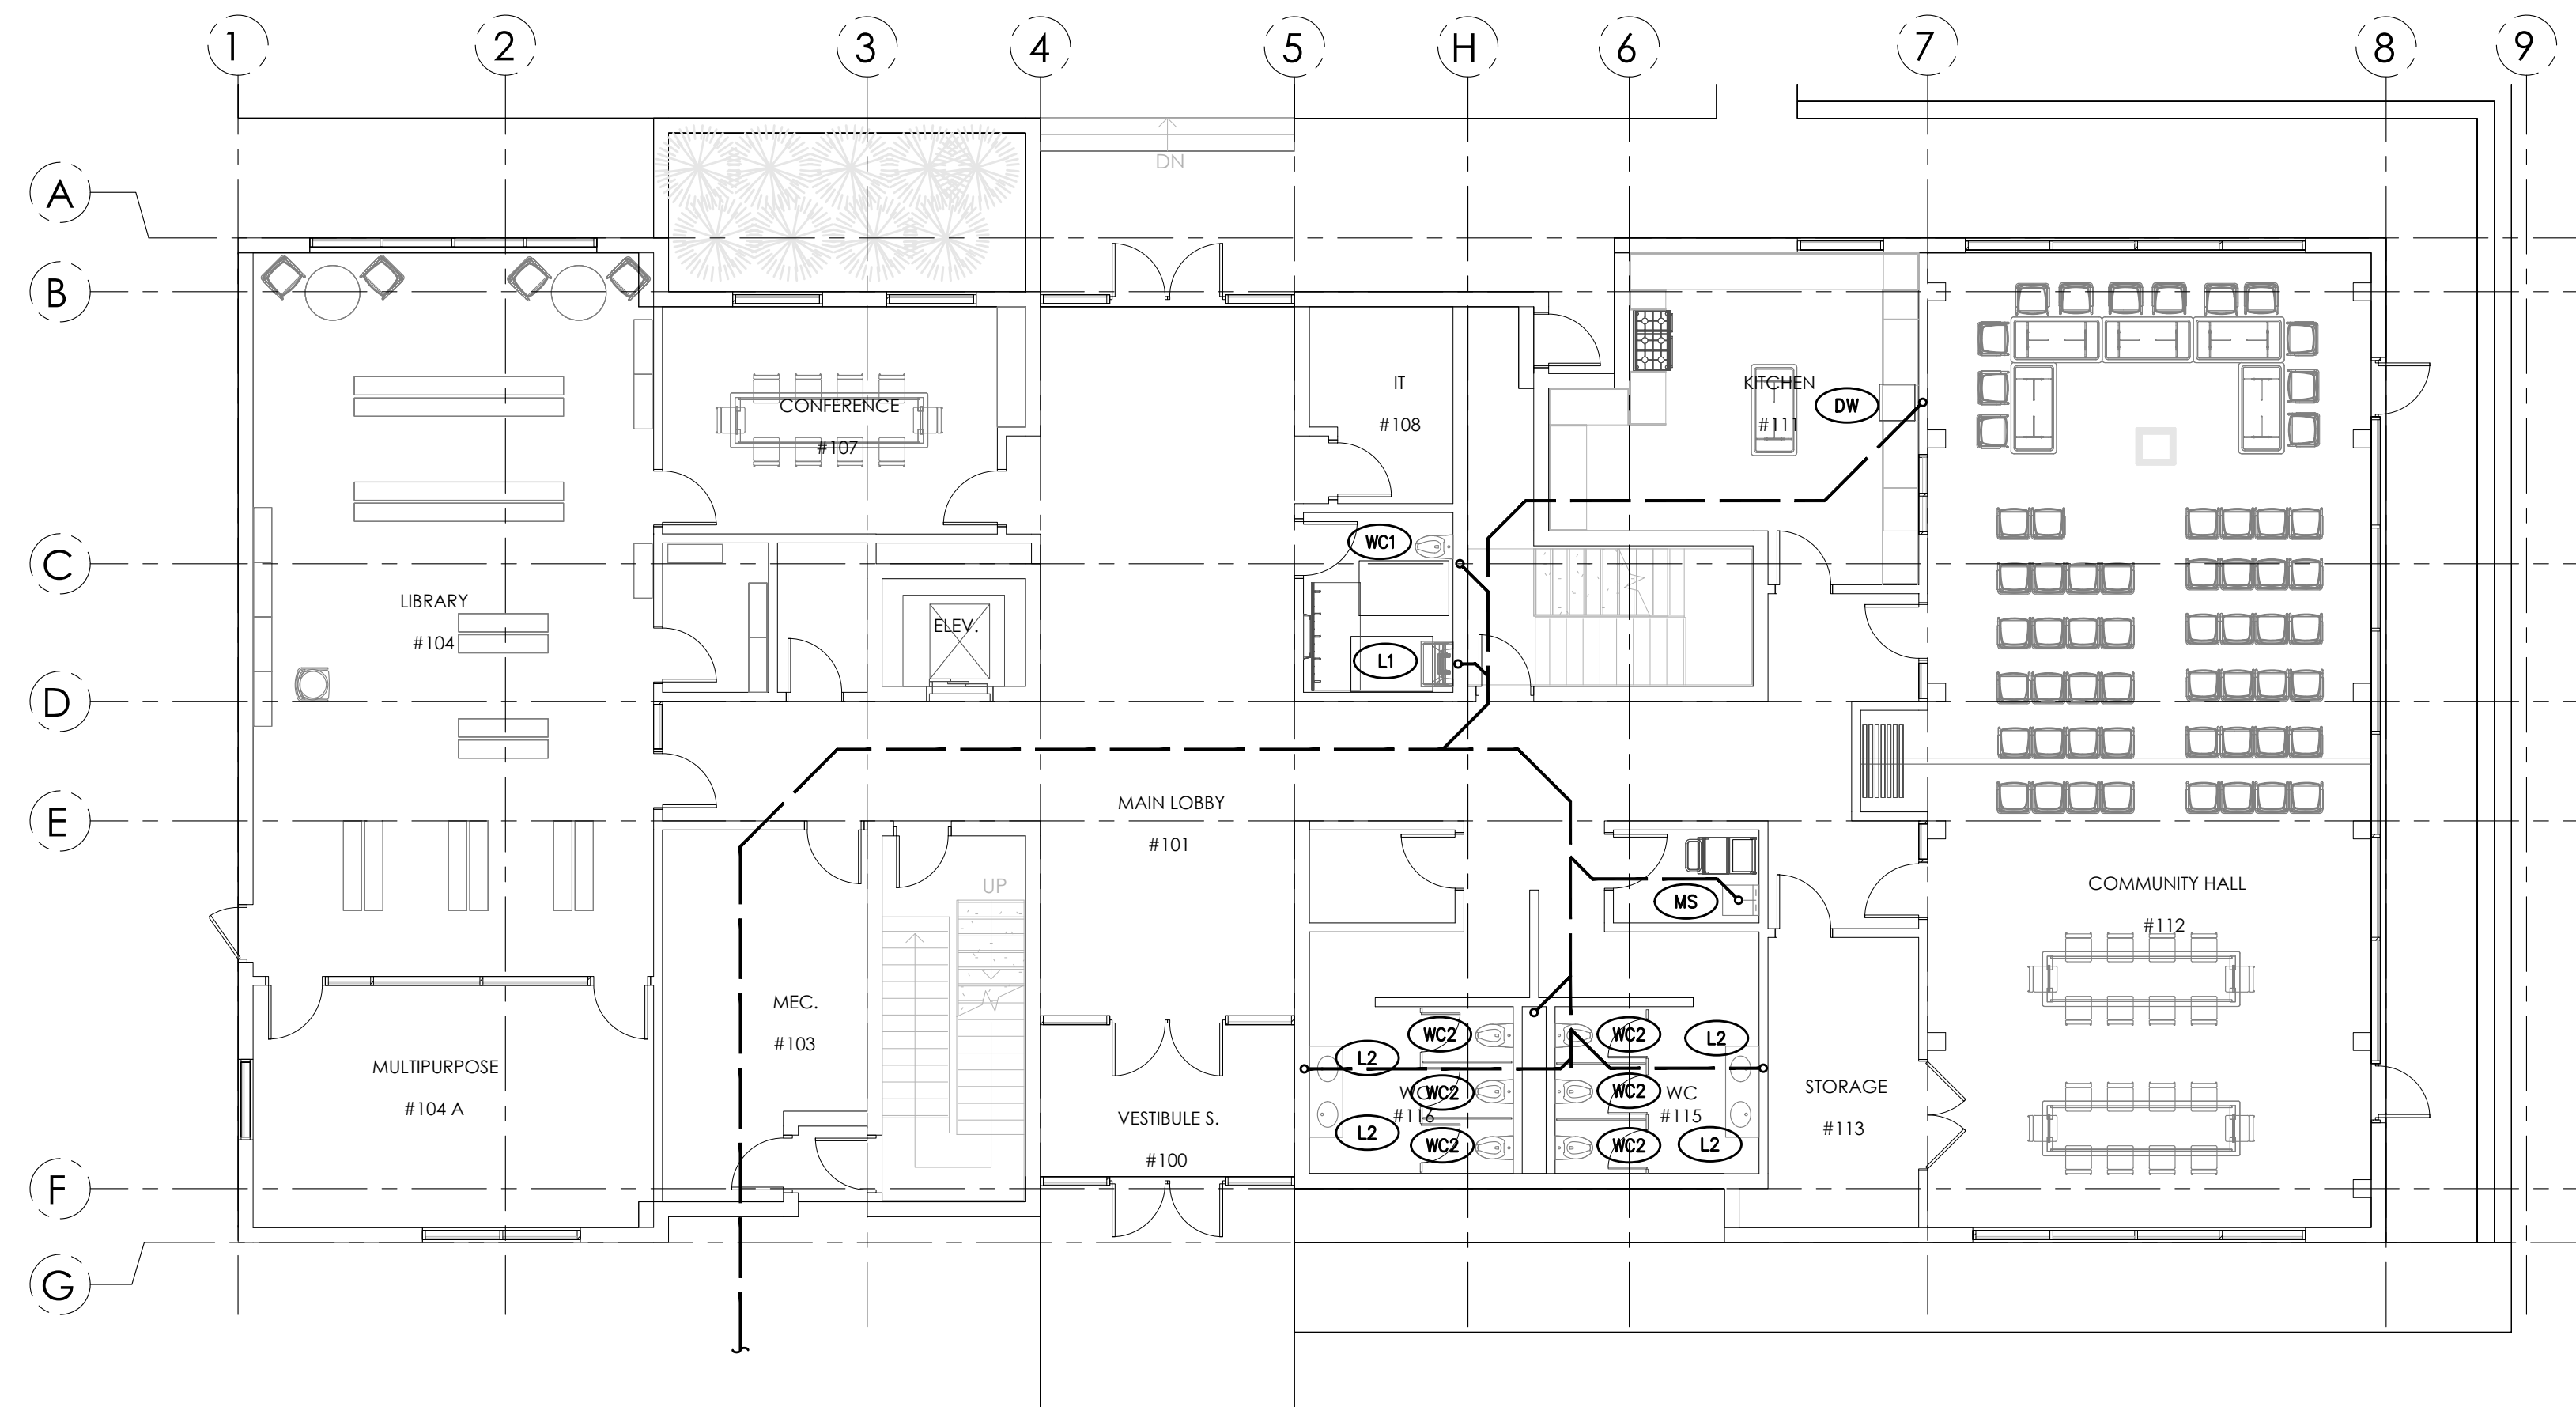 1 2 3 4 5 H 6 7 8 9
DN
A
B
IT
#108
KITCHEN
#111
DW
CONFERENCE
#107
WC1
C
LIBRARY
#104
ELEV.
L1
D
MAIN LOBBY
#101
E
UP
MS
COMMUNITY HALL
#112
MEC.
#103
WC2 WC2 L2
L2
MULTIPURPOSE
#104 A
WC
#116
WC2 WC2
WC
#115
STORAGE
#113
VESTIBULE S.
#100
L2 WC2 WC2 L2
F
G